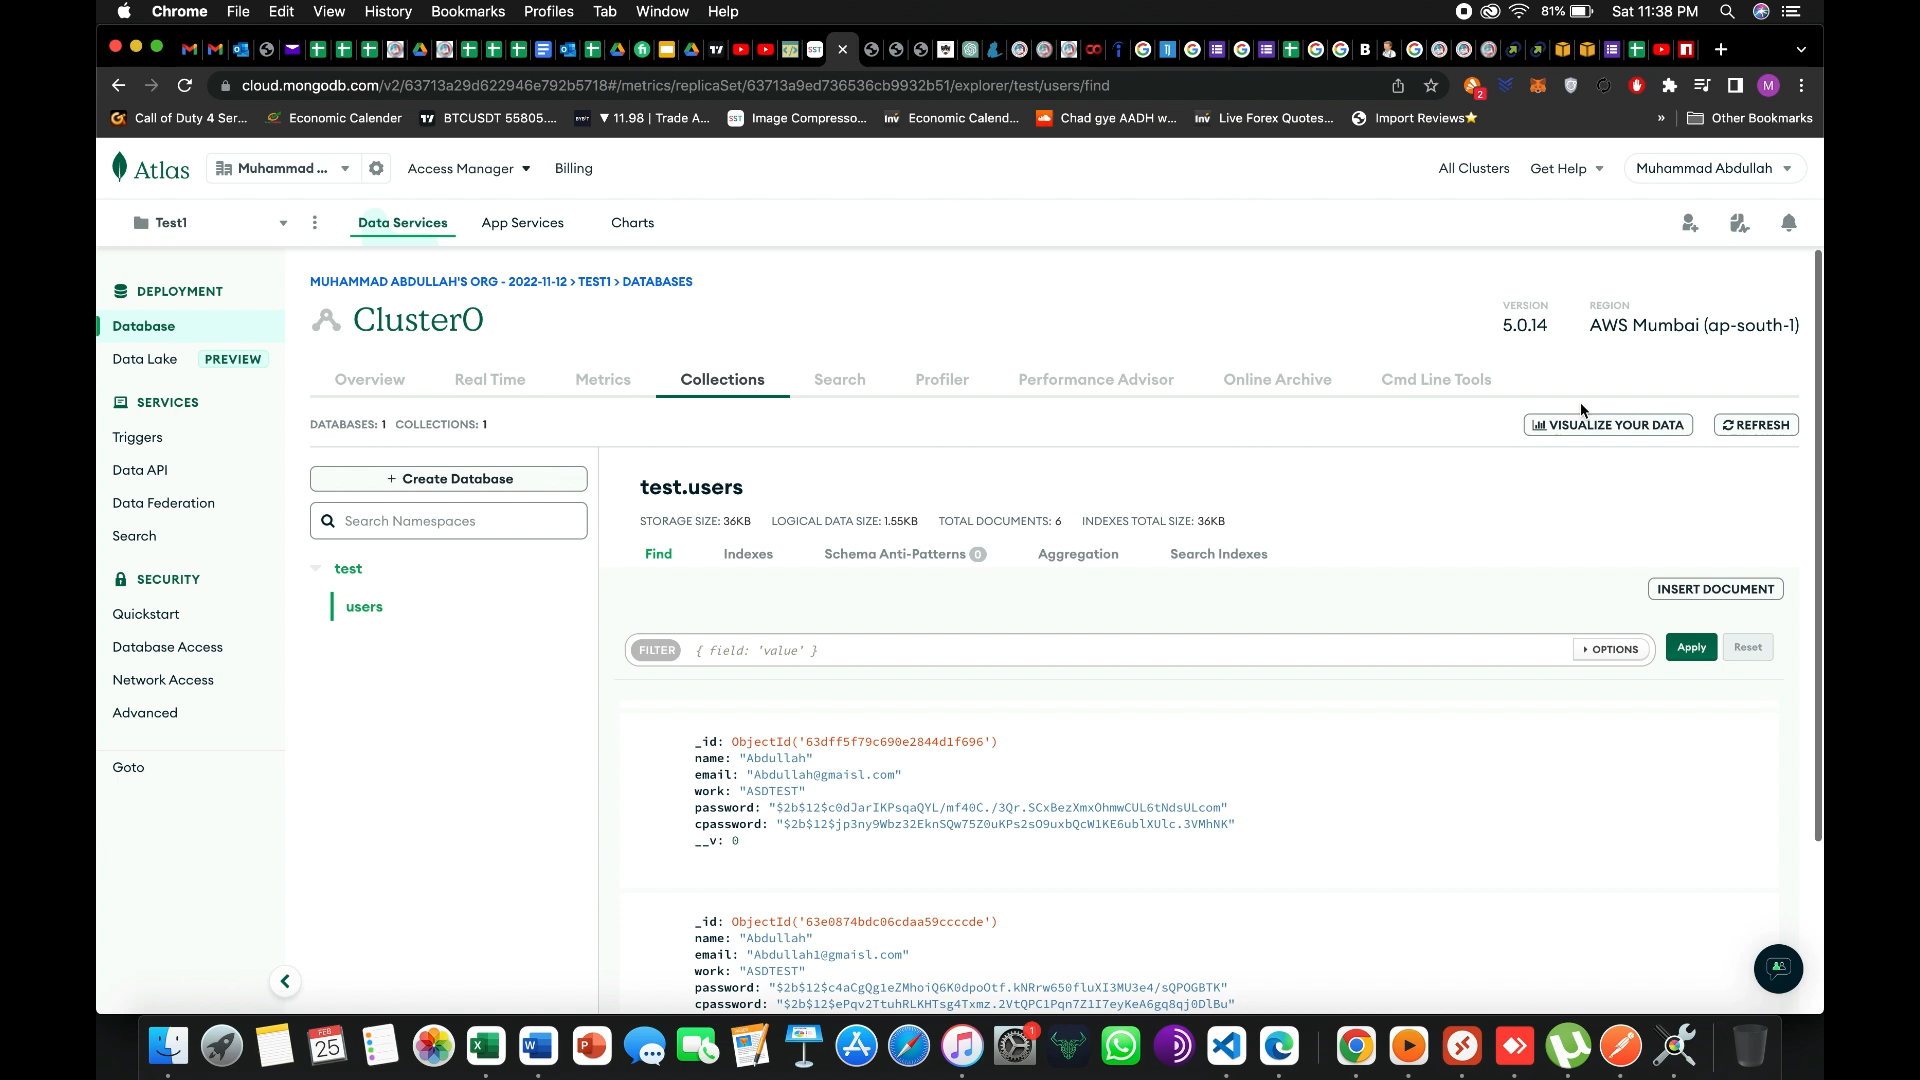 Chrome File Edit View History Bookmarks Profiles Tab Window Help 81% Sat 11:38 PM
cloud.mongodb.com/v2/63713a29d622946e792b5718#/metrics/replicaSet/63713a9ed736536cb9932b51/explorer/test/users/find
2
M
Call of Duty 4 Ser... Economic Calender BTCUSDT 55805.... ▼ 11.98 | Trade A... Image Compresso... Economic Calend... Chad gye AADH w... Live Forex Quotes... Import Reviews⭐ » Other Bookmarks
Atlas Muhammad ... Access Manager Billing All Clusters Get Help Muhammad Abdullah
Test1 Data Services App Services Charts
DEPLOYMENT
Database
Data Lake PREVIEW
SERVICES
Triggers
Data API
Data Federation
Search
SECURITY
Quickstart
Database Access
Network Access
Advanced
Goto
MUHAMMAD ABDULLAH'S ORG - 2022-11-12 > TEST1 > DATABASES
Cluster0
VERSION
5.0.14
REGION
AWS Mumbai (ap-south-1)
Overview Real Time Metrics Collections Search Profiler Performance Advisor Online Archive Cmd Line Tools
DATABASES: 1 COLLECTIONS: 1
VISUALIZE YOUR DATA REFRESH
+ Create Database
Search Namespaces
test
users
test.users
STORAGE SIZE: 36KB LOGICAL DATA SIZE: 1.55KB TOTAL DOCUMENTS: 6 INDEXES TOTAL SIZE: 36KB
Find Indexes Schema Anti-Patterns 0 Aggregation Search Indexes
INSERT DOCUMENT
FILTER { field: 'value' } OPTIONS Apply Reset
_id: ObjectId('63dff5f79c690e2844d1f696')
name: "Abdullah"
email: "Abdullah@gmaisl.com"
work: "ASDTEST"
password: "$2b$12$c0dJarIKPsqaQYL/mf40C./3Qr.SCxBezXmxOhmwCUL6tNdsULcom"
cpassword: "$2b$12$jp3ny9Wbz32EknSQw75Z0uKPs2sO9uxbQcW1KE6ublXUlc.3VMhNK"
__v: 0
_id: ObjectId('63e0874bdc06cdaa59ccccde')
name: "Abdullah"
email: "Abdullah1@gmaisl.com"
work: "ASDTEST"
password: "$2b$12$c4aCgQg1eZMhoiQ6K0dpoOtf.kNRrw650fluXI3MU3e4/sQPOGBTK"
cpassword: "$2b$12$ePqv2TtuhRLKHTsg4Txmz.2VtQPC1Pqn7Z1I7eyKeA6gq8qj0DlBu"
FEB
25
1